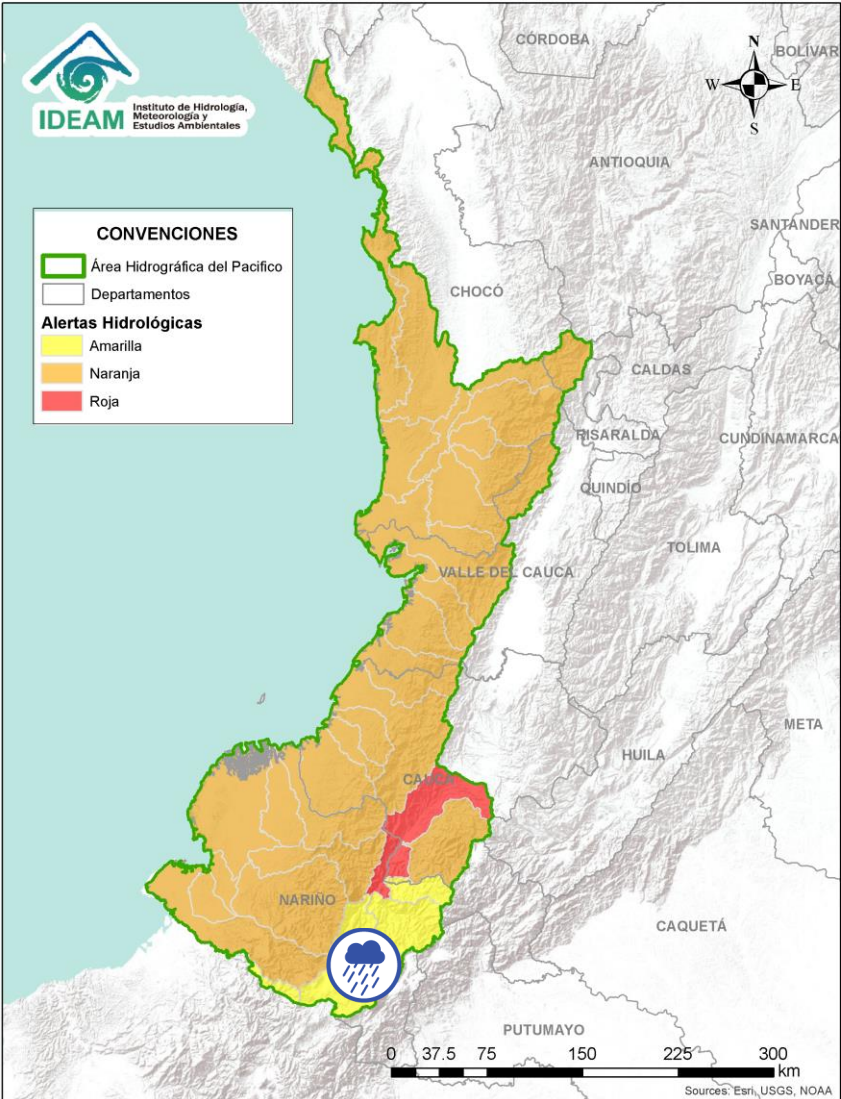 IDEAM
Instituto de Hidrología,
Meteorología y
Estudios Ambientales
N
W
E
S
CÓRDOBA
BOLÍVAR
ANTIOQUIA
SANTANDER
BOYACÁ
CHOCÓ
CALDAS
RISARALDA
CUNDINAMARCA
QUINDÍO
TOLIMA
VALLE DEL CAUCA
META
HUILA
CAUCA
NARIÑO
CAQUETÁ
PUTUMAYO
CONVENCIONES
Área Hidrográfica del Pacifico
Departamentos
Alertas Hidrológicas
Amarilla
Naranja
Roja
0 37.5 75 150 225 300
km
Sources: Esri, USGS, NOAA